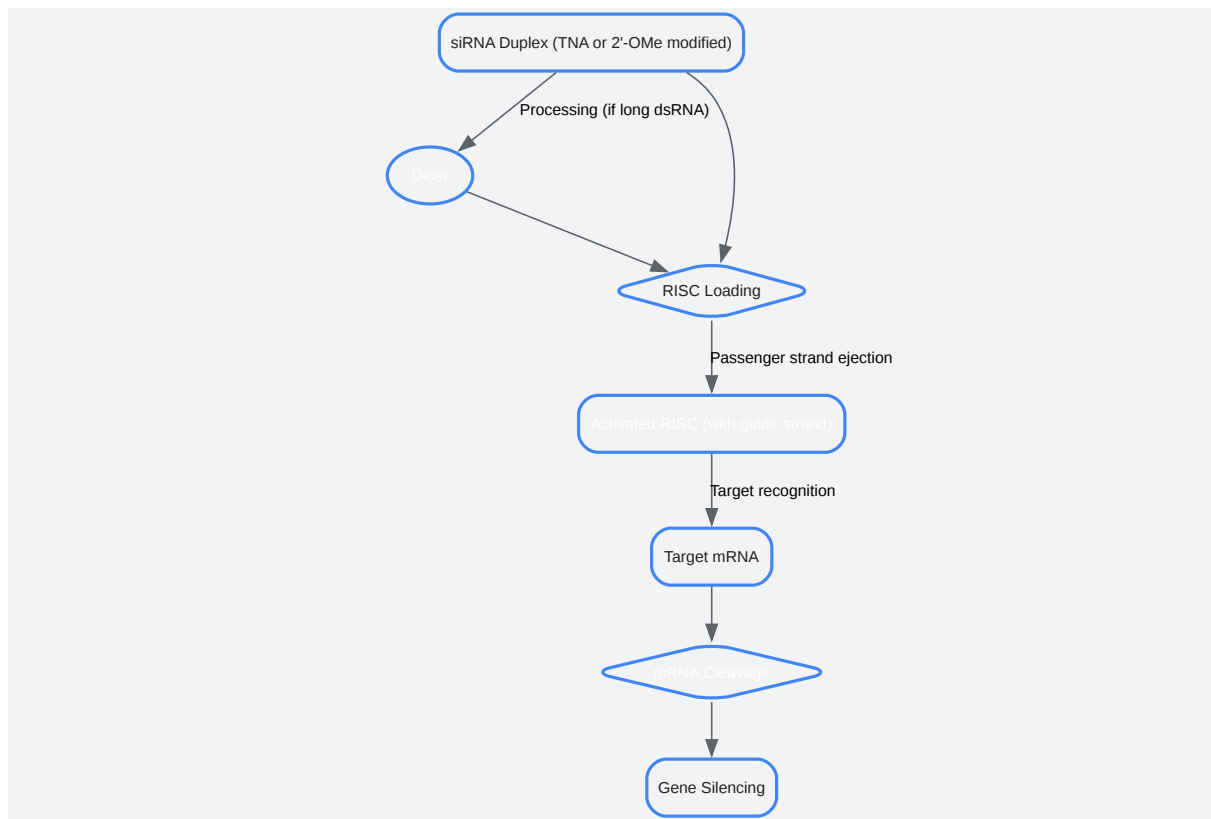 siRNA Duplex (TNA or 2'-OMe modified)
Processing (if long dsRNA)
Dicer
RISC Loading
Passenger strand ejection
Activated RISC (with guide strand)
Target recognition
Target mRNA
mRNA Cleavage
Gene Silencing